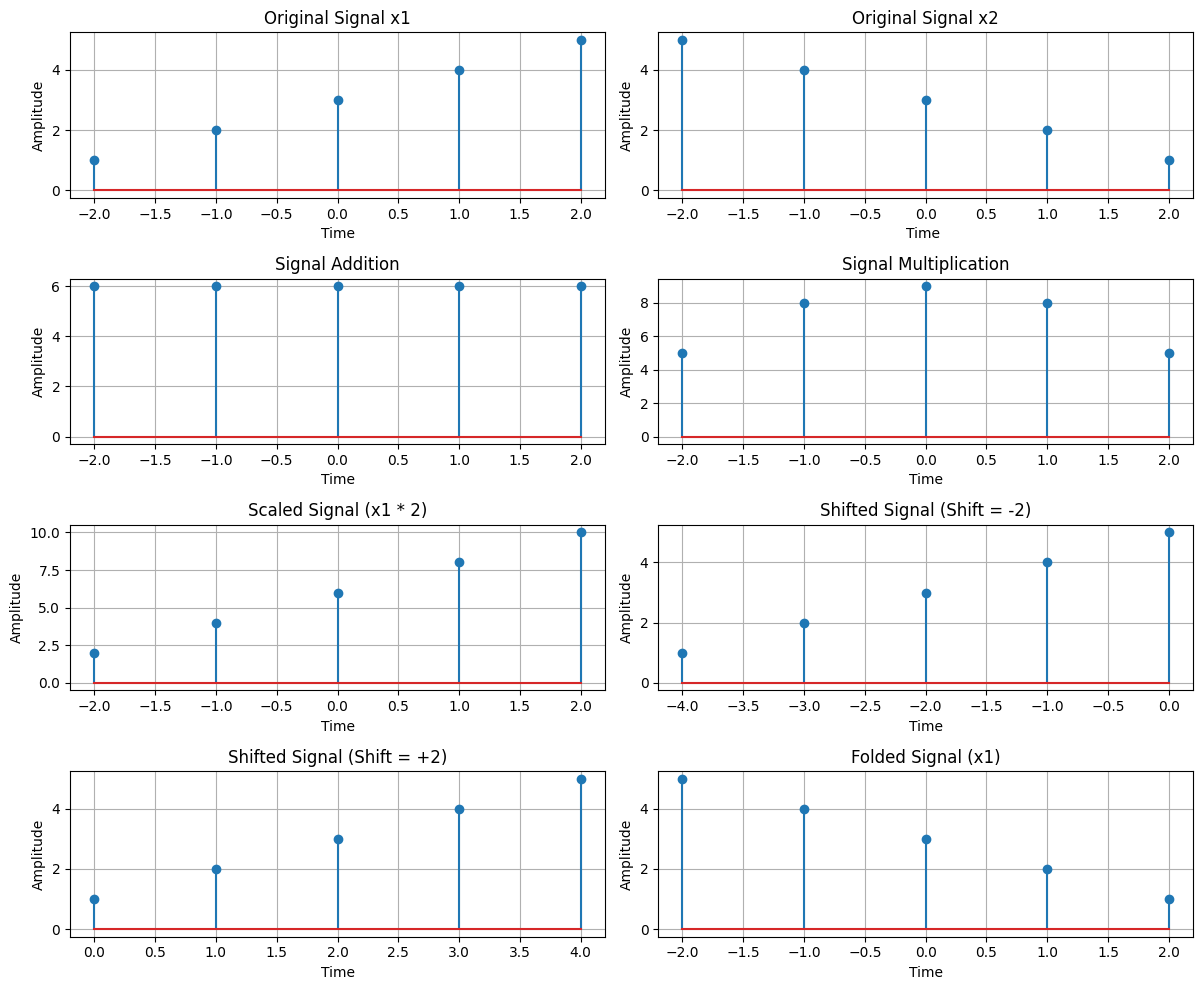 Original Signal x1
Amplitude
4
2
0
−2.0 −1.5 −1.0 −0.5 0.0 0.5 1.0 1.5 2.0
Time
Original Signal x2
Amplitude
4
2
0
−2.0 −1.5 −1.0 −0.5 0.0 0.5 1.0 1.5 2.0
Time
Signal Addition
Amplitude
6
4
2
0
−2.0 −1.5 −1.0 −0.5 0.0 0.5 1.0 1.5 2.0
Time
Signal Multiplication
Amplitude
8
6
4
2
0
−2.0 −1.5 −1.0 −0.5 0.0 0.5 1.0 1.5 2.0
Time
Scaled Signal (x1 * 2)
Amplitude
10.0
7.5
5.0
2.5
0.0
−2.0 −1.5 −1.0 −0.5 0.0 0.5 1.0 1.5 2.0
Time
Shifted Signal (Shift = -2)
Amplitude
4
2
0
−4.0 −3.5 −3.0 −2.5 −2.0 −1.5 −1.0 −0.5 0.0
Time
Shifted Signal (Shift = +2)
Amplitude
4
2
0
0.0 0.5 1.0 1.5 2.0 2.5 3.0 3.5 4.0
Time
Folded Signal (x1)
Amplitude
4
2
0
−2.0 −1.5 −1.0 −0.5 0.0 0.5 1.0 1.5 2.0
Time